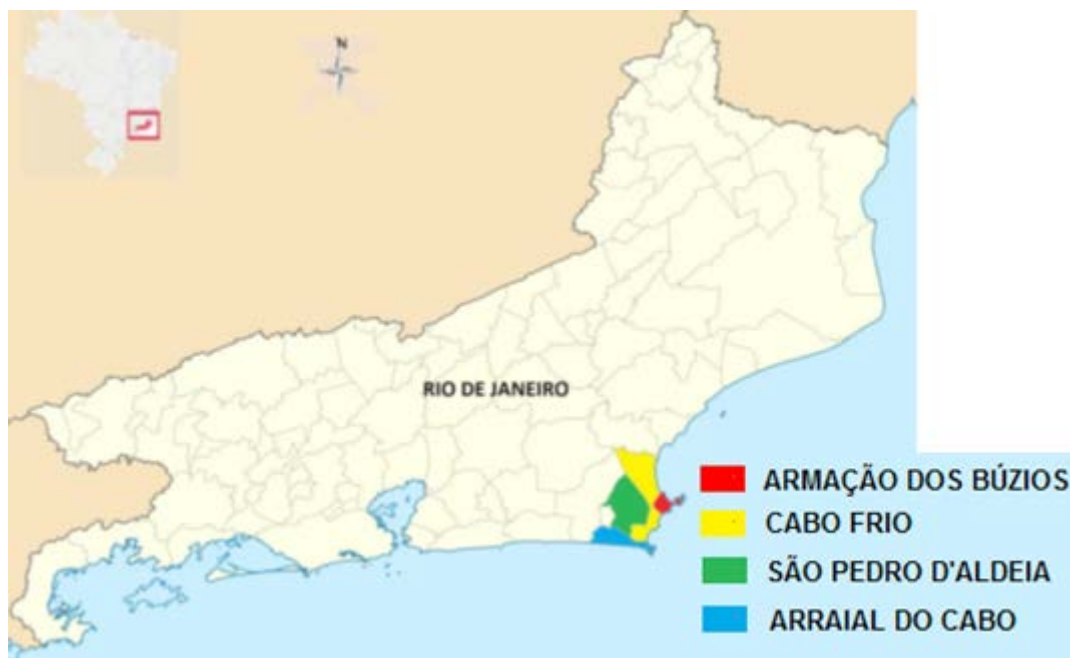 N
RIO DE JANEIRO
ARMAÇÃO DOS BÚZIOS
CABO FRIO
SÃO PEDRO D'ALDEIA
ARRAIAL DO CABO